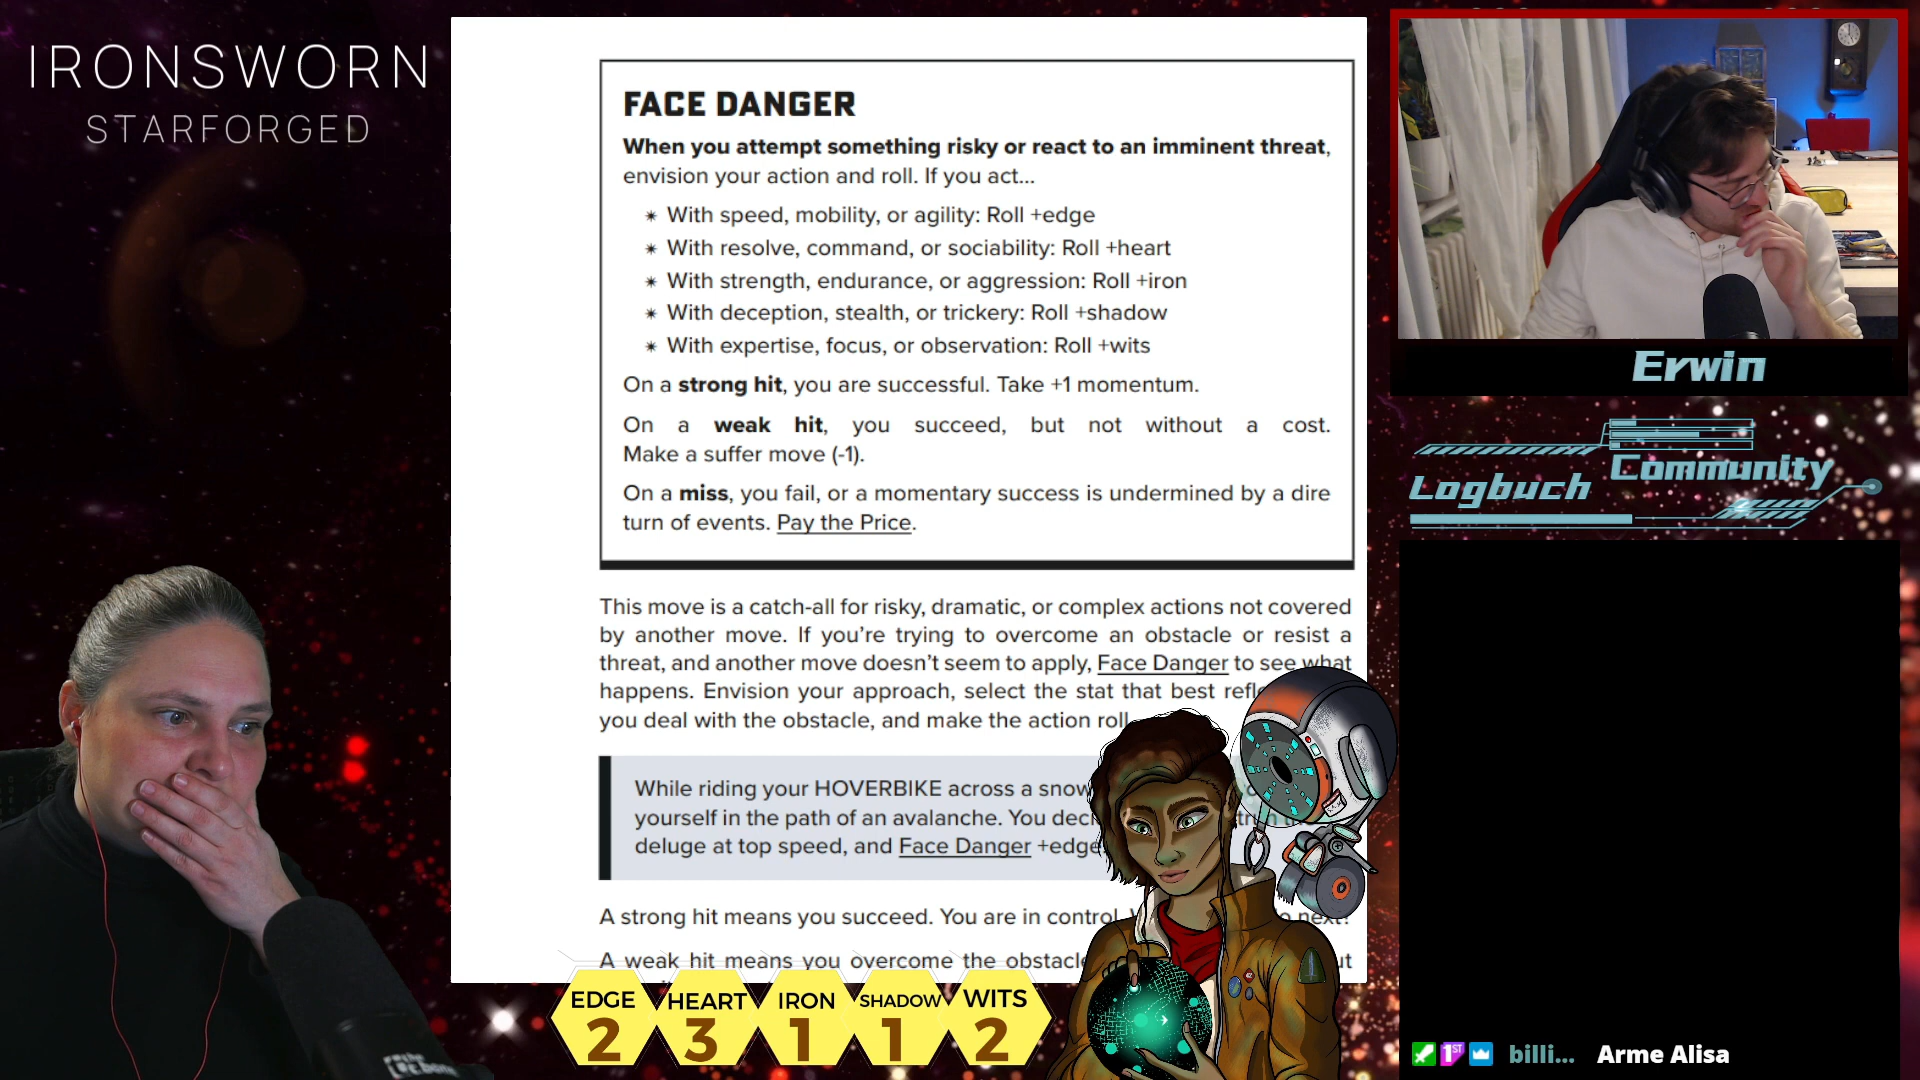 IRONSWORN
STARFORGED
FACE DANGER
When you attempt something risky or react to an imminent threat,
envision your action and roll. If you act...
✴ With speed, mobility, or agility: Roll +edge
✴ With resolve, command, or sociability: Roll +heart
✴ With strength, endurance, or aggression: Roll +iron
✴ With deception, stealth, or trickery: Roll +shadow
✴ With expertise, focus, or observation: Roll +wits
On a strong hit, you are successful. Take +1 momentum.
On a weak hit, you succeed, but not without a cost.
Make a suffer move (-1).
On a miss, you fail, or a momentary success is undermined by a dire
turn of events. Pay the Price.
This move is a catch-all for risky, dramatic, or complex actions not covered
by another move. If you're trying to overcome an obstacle or resist a
threat, and another move doesn't seem to apply, Face Danger to see what
happens. Envision your approach, select the stat that best
you deal with the obstacle, and make the action roll
While riding your HOVERBIKE across a
yourself in the path of an avalanche. You
deluge at top speed, and Face Danger +edge
A strong hit means you succeed. You are in control. next?
A weak hit means you overcome the
EDGE
2
HEART
3
IRON
1
SHADOW
1
WITS
2
Erwin
Logbuch
Community
1ST billi... Arme Alisa